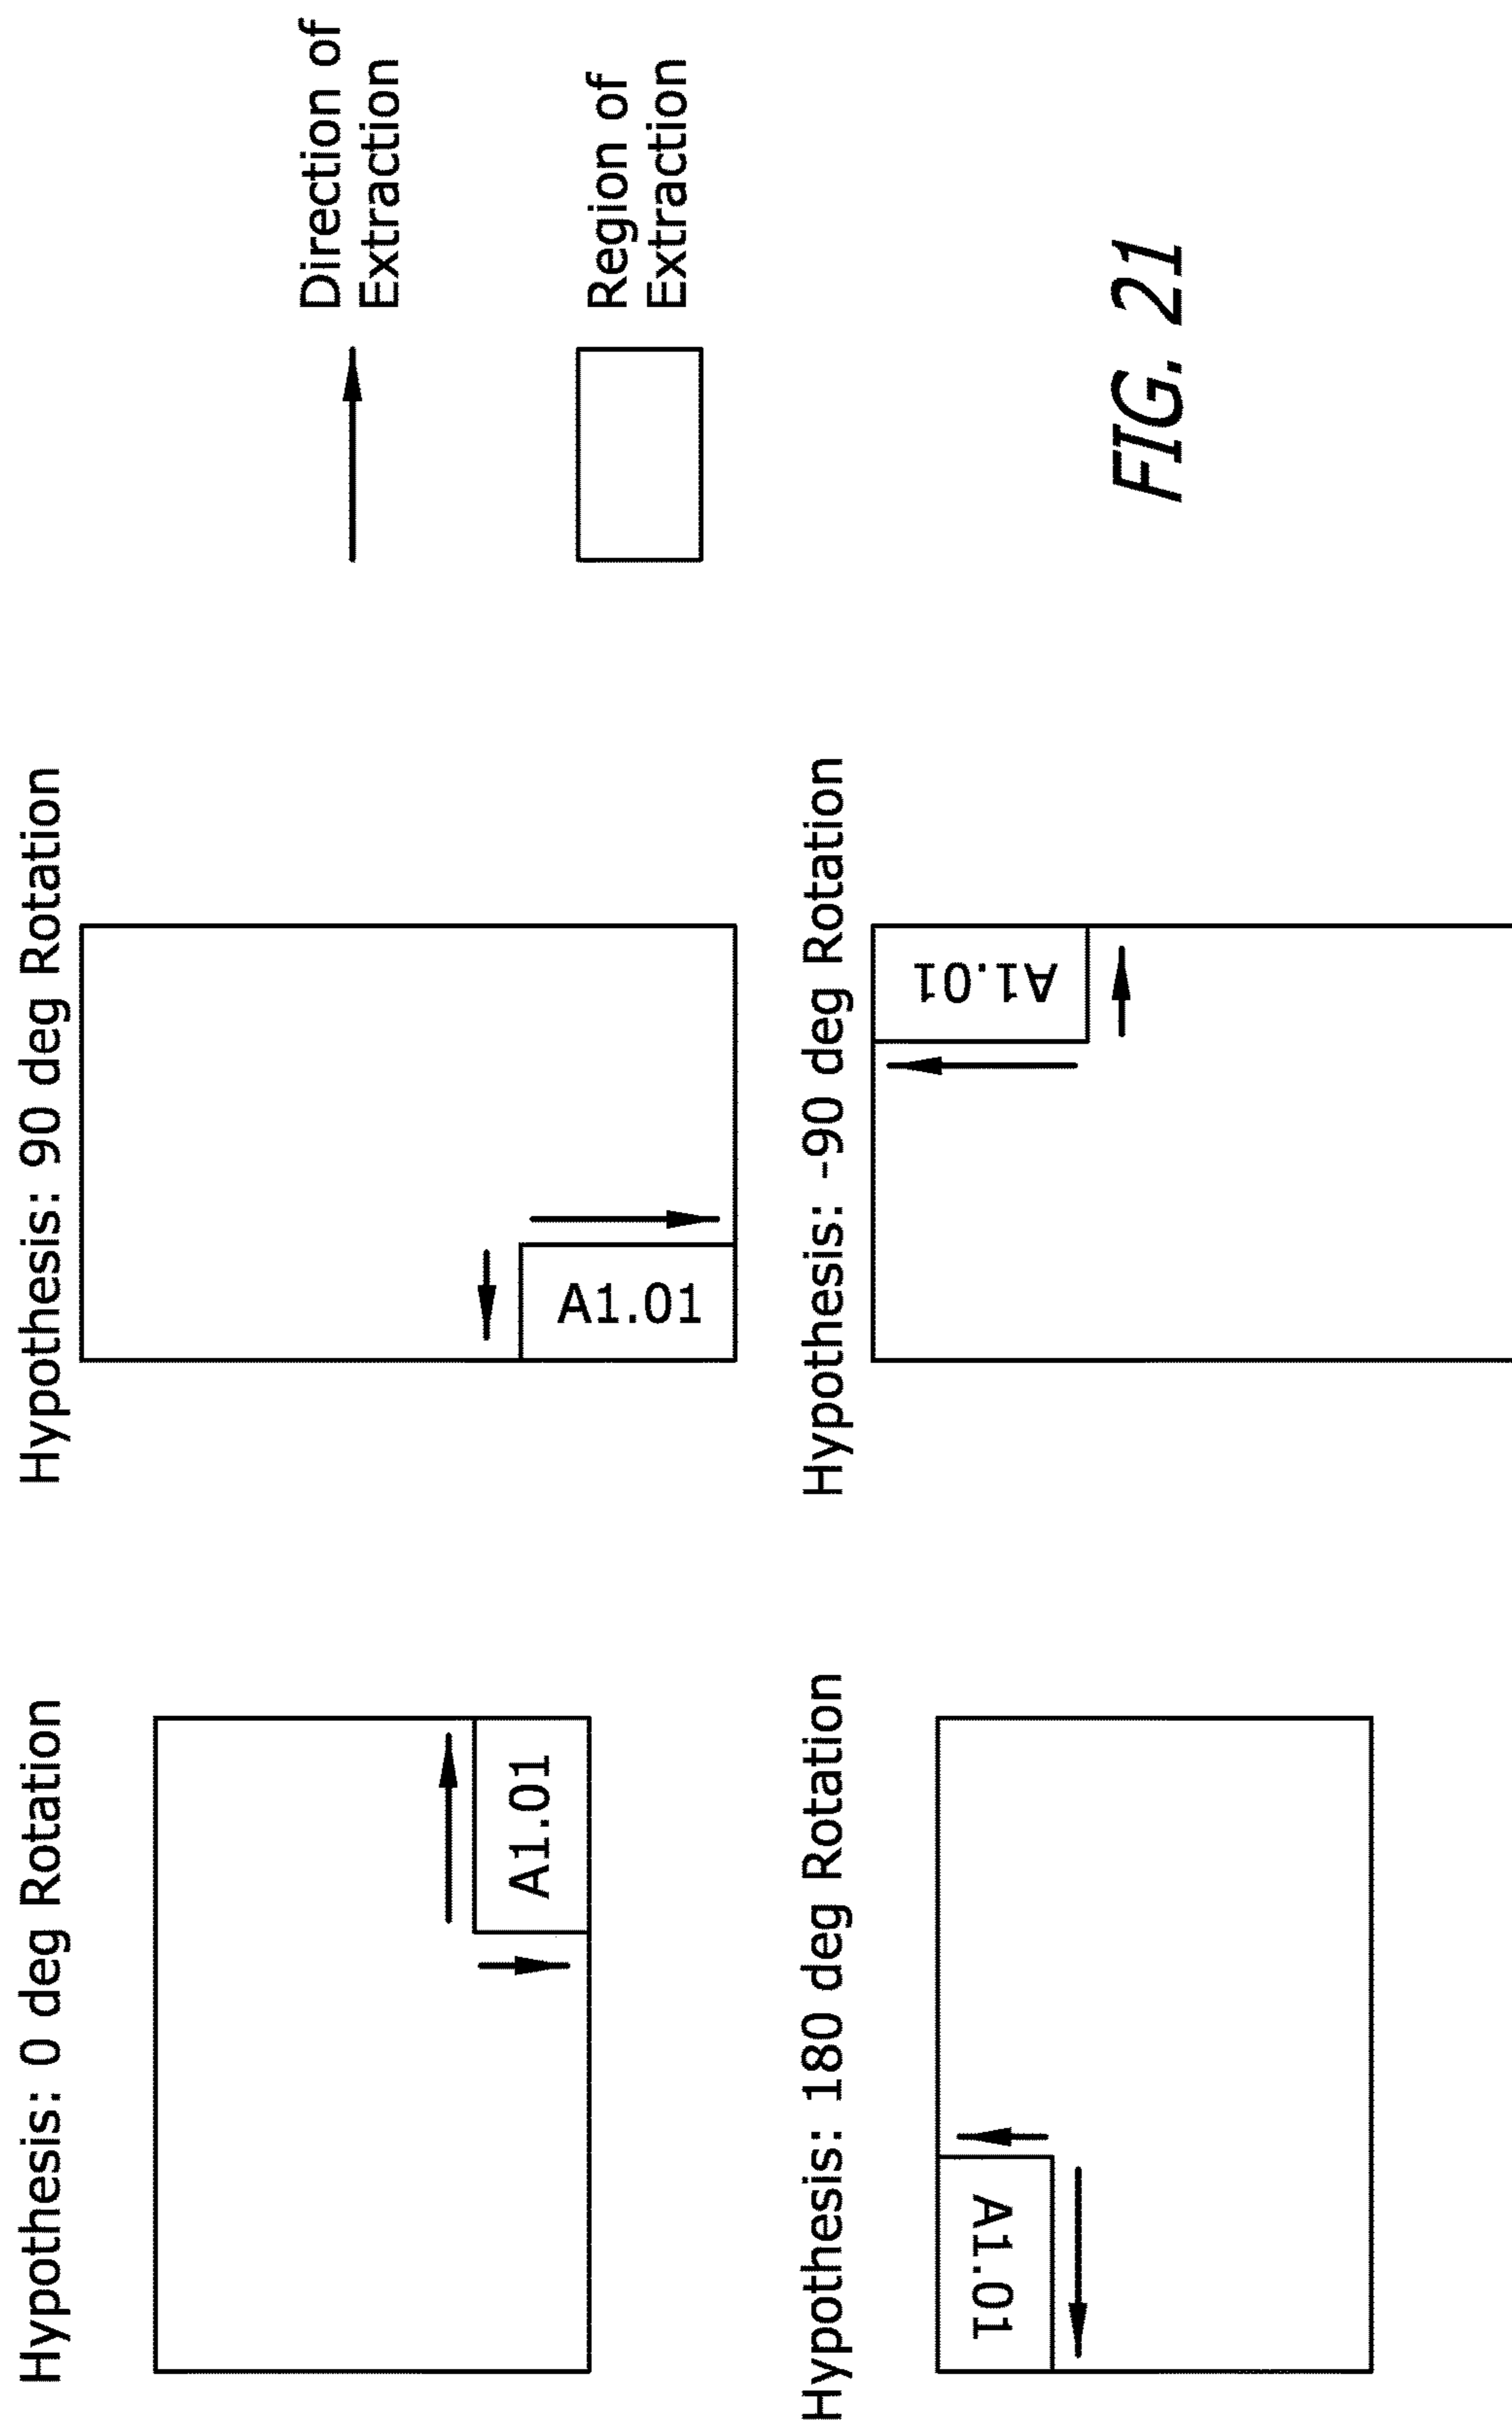 Hypothesis: 0 deg Rotation
A1.01
Hypothesis: 90 deg Rotation
A1.01
Direction of
Extraction
Region of
Extraction
Hypothesis: 180 deg Rotation
A1.01
Hypothesis: -90 deg Rotation
A1.01
FIG. 21